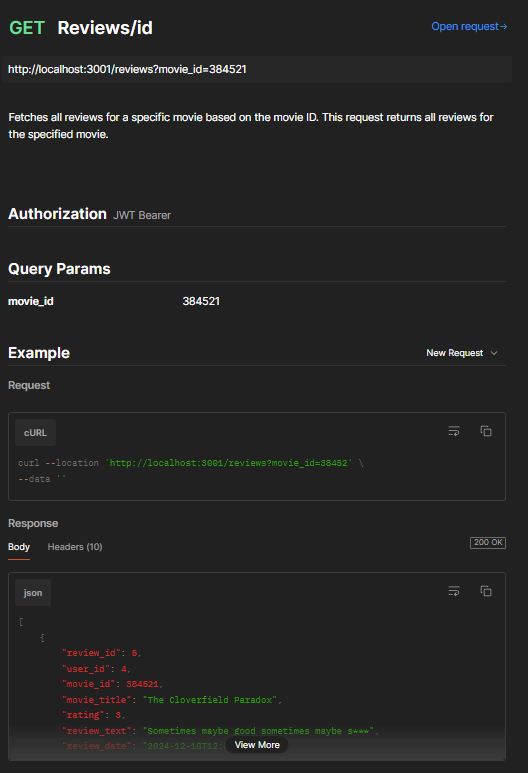 GET Reviews/id
Open request→
http://localhost:3001/reviews?movie_id=384521
Fetches all reviews for a specific movie based on the movie ID. This request returns all reviews for
the specified movie.
Authorization JWT Bearer
Query Params
movie_id 384521
Example
New Request
Request
cURL
curl --location 'http://localhost:3001/reviews?movie_id=38452' \
--data ''
Response
Body Headers (10)
200 OK
json
[
{
"review_id": 5,
"user_id": 4,
"movie_id": 384521,
"movie_title": "The Cloverfield Paradox",
"rating": 3,
"review_text": "Sometimes maybe good sometimes maybe s***",
"review_date": "2024-12-10T12:
View More